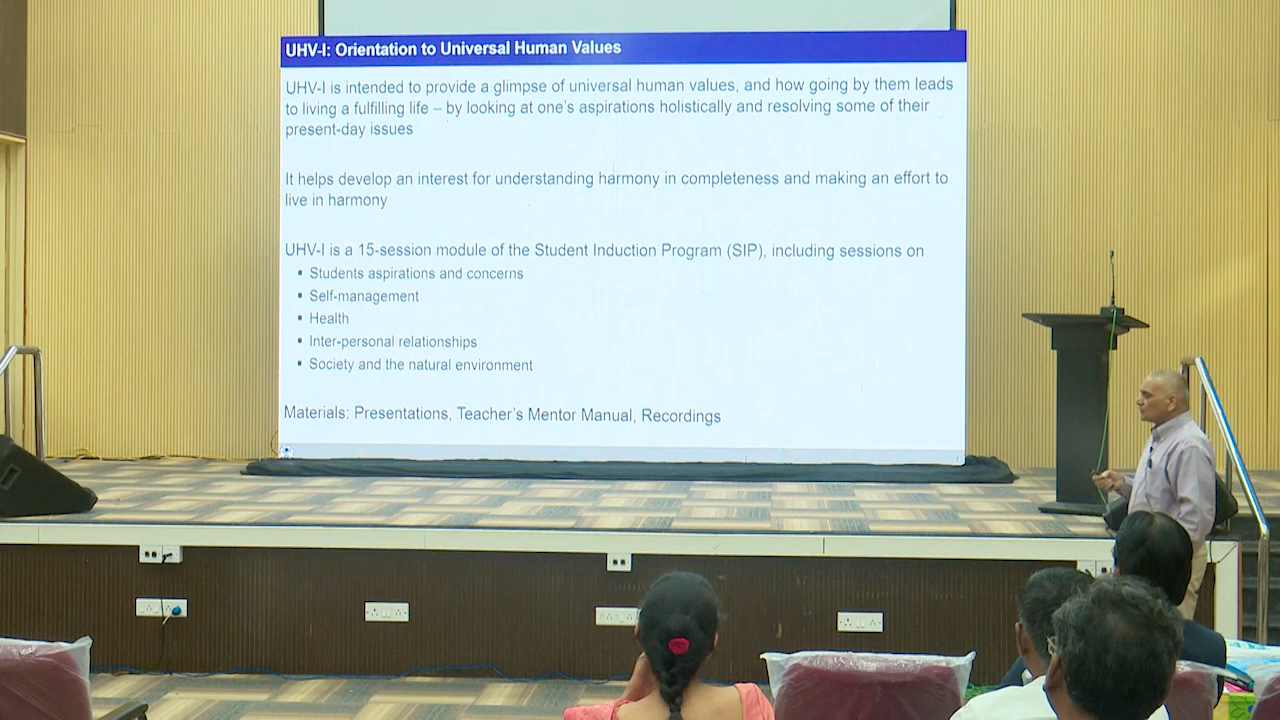 UHV-I: Orientation to Universal Human Values
UHV-I is intended to provide a glimpse of universal human values, and how going by them leads
to living a fulfilling life – by looking at one's aspirations holistically and resolving some of their
present-day issues
It helps develop an interest for understanding harmony in completeness and making an effort to
live in harmony
UHV-I is a 15-session module of the Student Induction Program (SIP), including sessions on
▪ Students aspirations and concerns
▪ Self-management
▪ Health
▪ Inter-personal relationships
▪ Society and the natural environment
Materials: Presentations, Teacher's Mentor Manual, Recordings
7